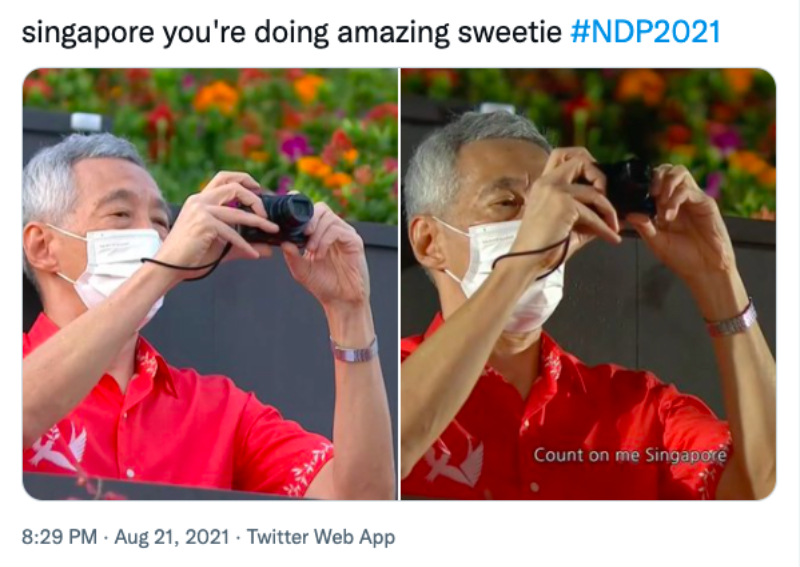 singapore you're doing amazing sweetie #NDP2021
Count on me Singapore
8:29 PM · Aug 21, 2021 · Twitter Web App